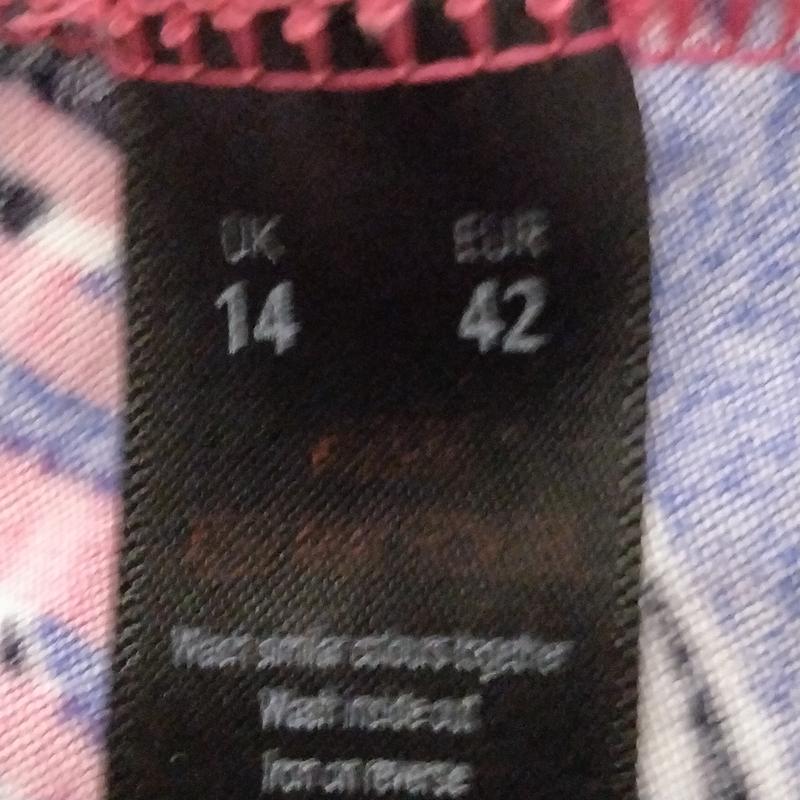 UK EUR
14 42
Wash similar colours together
Wash inside out
Iron on reverse